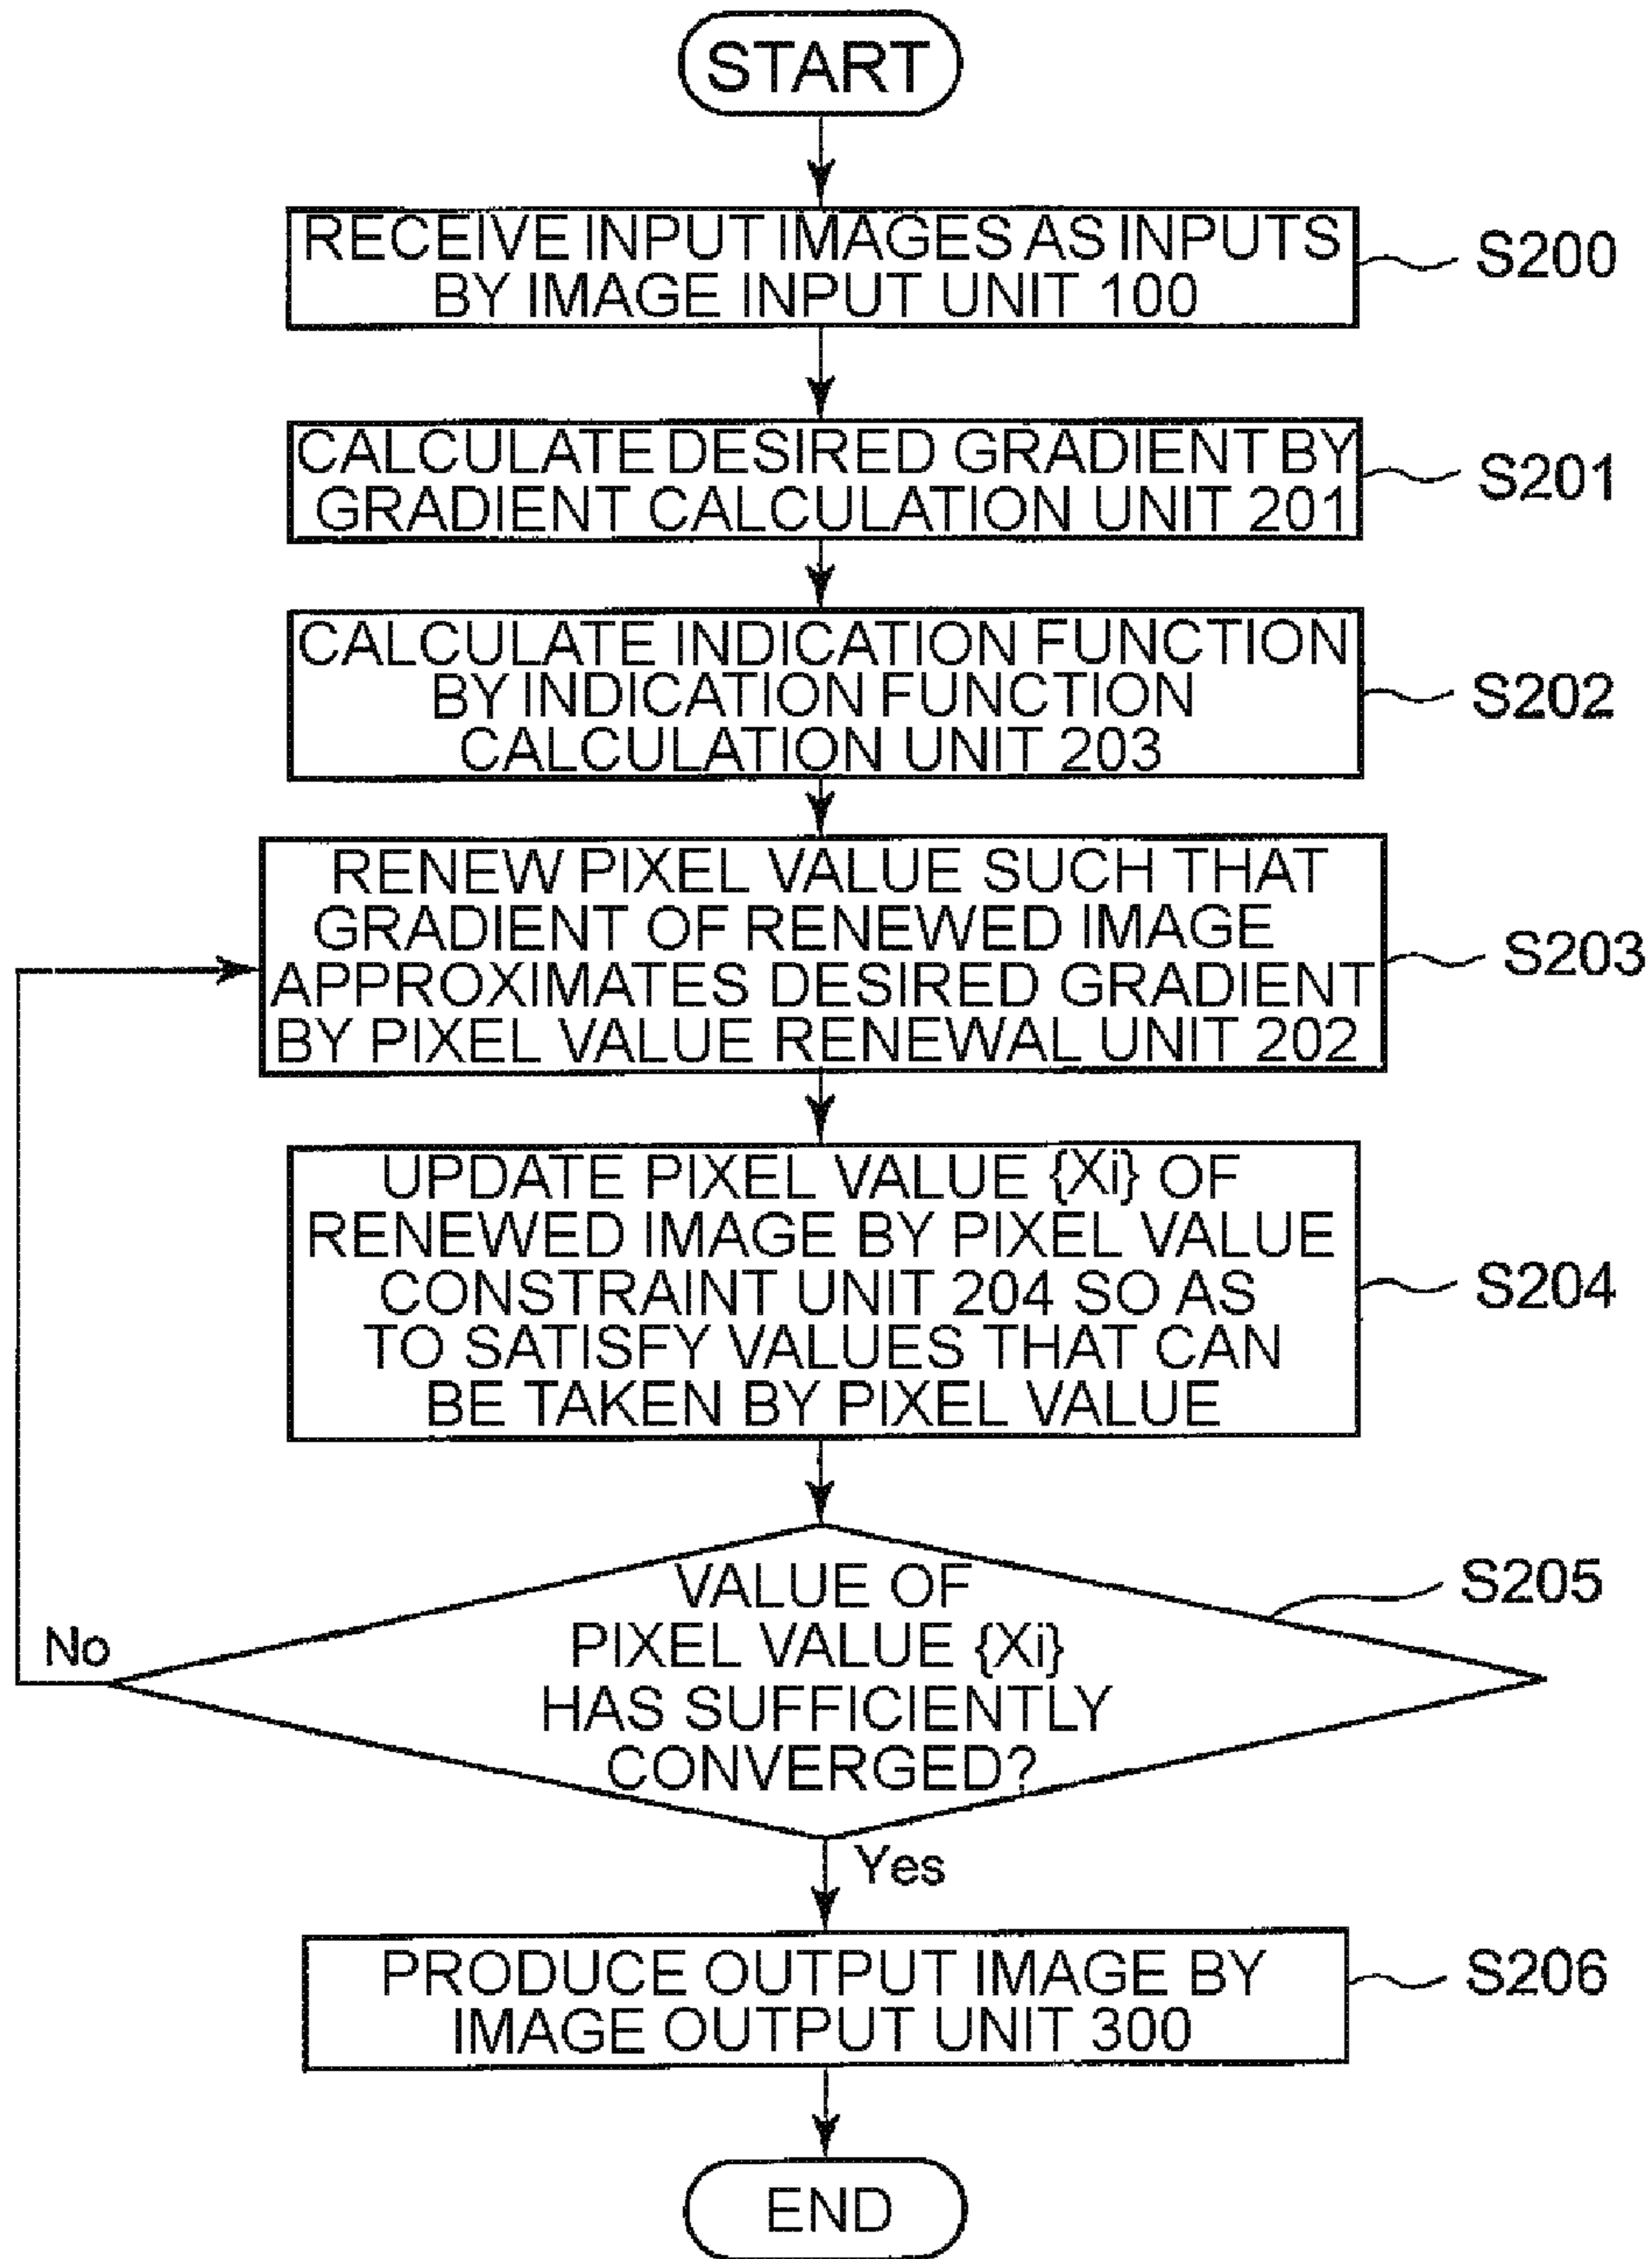 START
RECEIVE INPUT IMAGES AS INPUTS
BY IMAGE INPUT UNIT 100
S200
CALCULATE DESIRED GRADIENT BY
GRADIENT CALCULATION UNIT 201
S201
CALCULATE INDICATION FUNCTION
BY INDICATION FUNCTION
CALCULATION UNIT 203
S202
RENEW PIXEL VALUE SUCH THAT
GRADIENT OF RENEWED IMAGE
APPROXIMATES DESIRED GRADIENT
BY PIXEL VALUE RENEWAL UNIT 202
S203
UPDATE PIXEL VALUE {Xi} OF
RENEWED IMAGE BY PIXEL VALUE
CONSTRAINT UNIT 204 SO AS
TO SATISFY VALUES THAT CAN
BE TAKEN BY PIXEL VALUE
S204
VALUE OF
PIXEL VALUE {Xi}
HAS SUFFICIENTLY
CONVERGED?
S205
No
Yes
PRODUCE OUTPUT IMAGE BY
IMAGE OUTPUT UNIT 300
S206
END